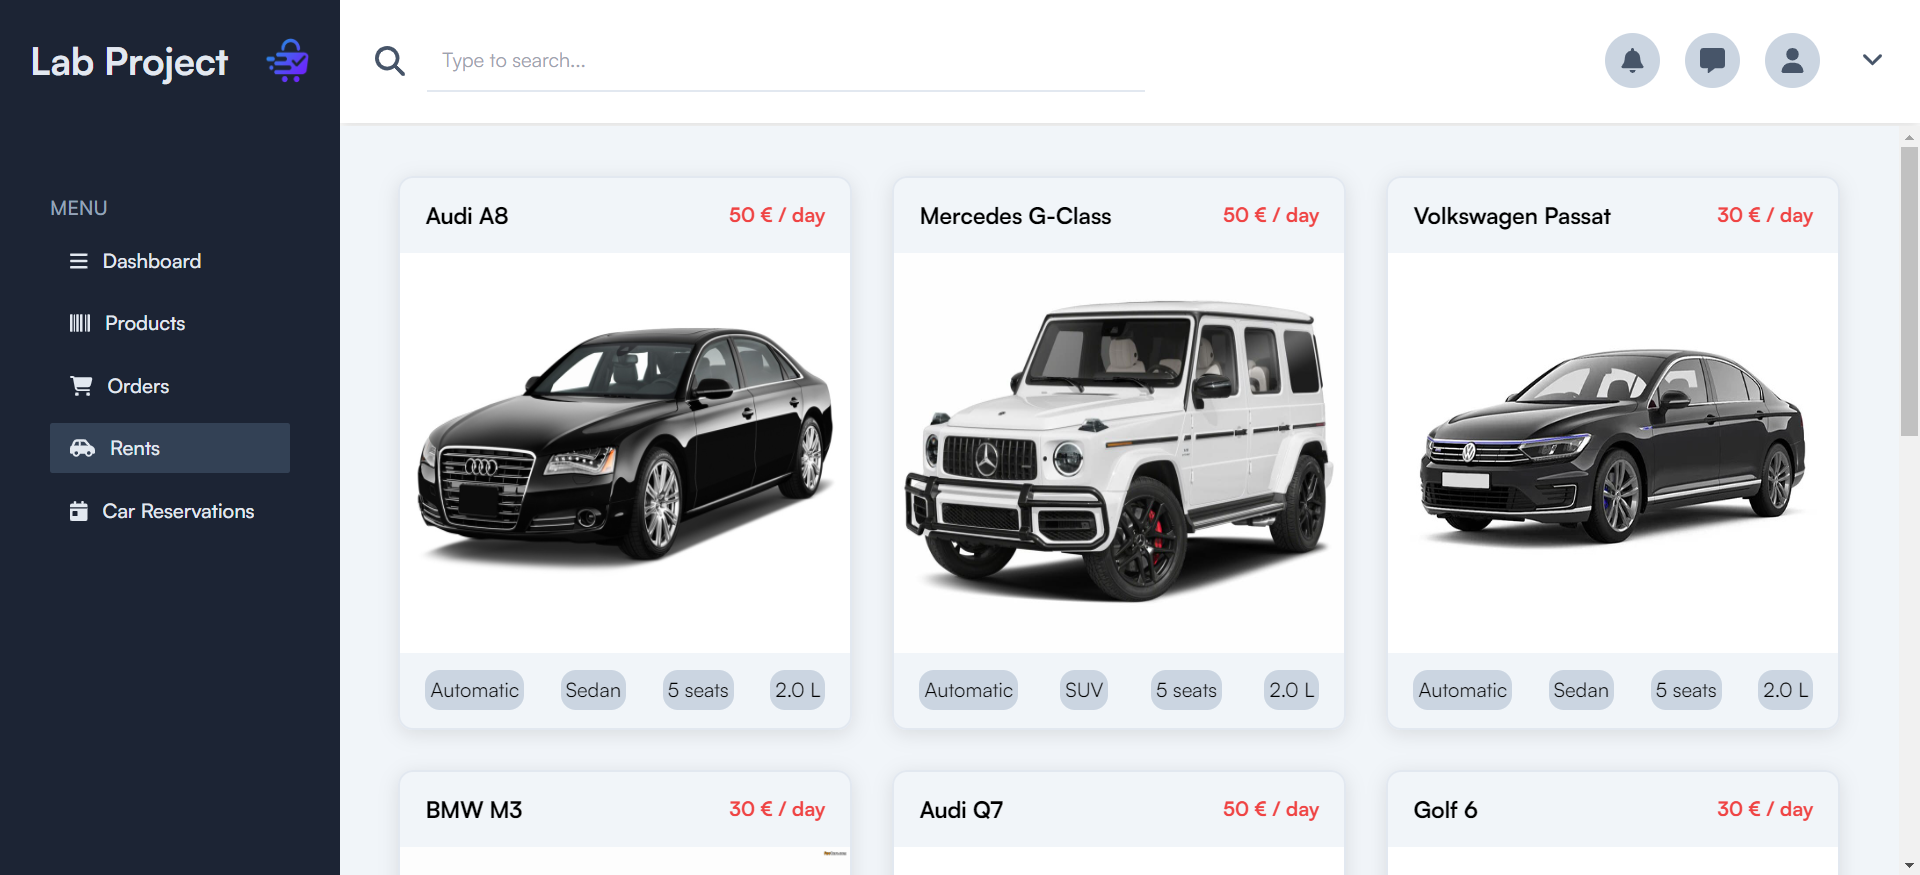 Lab Project
Type to search...
MENU
Dashboard
Products
Orders
Rents
Car Reservations
Audi A8
50 € / day
Automatic
Sedan
5 seats
2.0 L
Mercedes G-Class
50 € / day
Automatic
SUV
5 seats
2.0 L
Volkswagen Passat
30 € / day
Automatic
Sedan
5 seats
2.0 L
BMW M3
30 € / day
Audi Q7
50 € / day
Golf 6
30 € / day